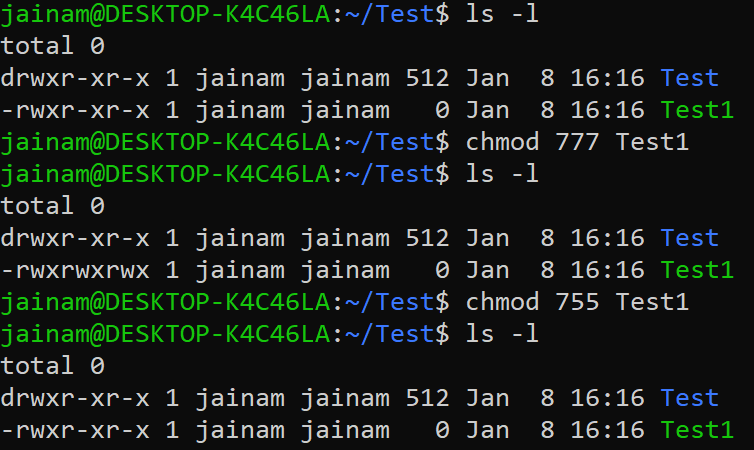 jainam@DESKTOP-K4C46LA:~/Test$ ls -l
total 0
drwxr-xr-x 1 jainam jainam 512 Jan  8 16:16 Test
-rwxr-xr-x 1 jainam jainam   0 Jan  8 16:16 Test1
jainam@DESKTOP-K4C46LA:~/Test$ chmod 777 Test1
jainam@DESKTOP-K4C46LA:~/Test$ ls -l
total 0
drwxr-xr-x 1 jainam jainam 512 Jan  8 16:16 Test
-rwxrwxrwx 1 jainam jainam   0 Jan  8 16:16 Test1
jainam@DESKTOP-K4C46LA:~/Test$ chmod 755 Test1
jainam@DESKTOP-K4C46LA:~/Test$ ls -l
total 0
drwxr-xr-x 1 jainam jainam 512 Jan  8 16:16 Test
-rwxr-xr-x 1 jainam jainam   0 Jan  8 16:16 Test1